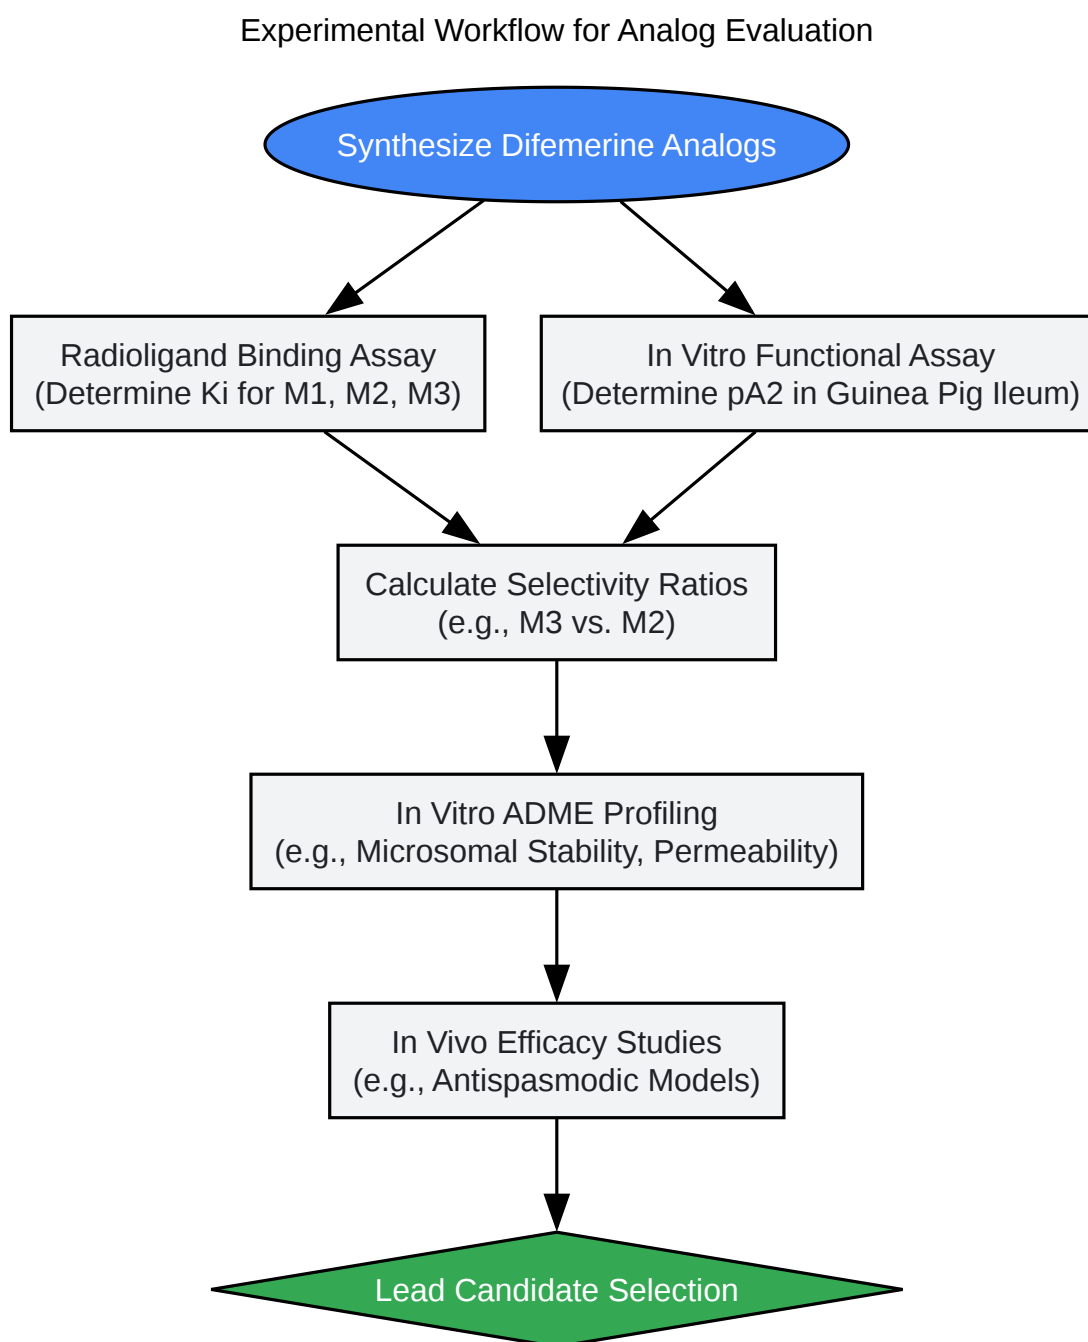 Experimental Workflow for Analog Evaluation
Synthesize Difemerine Analogs
Radioligand Binding Assay
(Determine Ki for M1, M2, M3)
In Vitro Functional Assay
(Determine pA2 in Guinea Pig Ileum)
Calculate Selectivity Ratios
(e.g., M3 vs. M2)
In Vitro ADME Profiling
(e.g., Microsomal Stability, Permeability)
In Vivo Efficacy Studies
(e.g., Antispasmodic Models)
Lead Candidate Selection